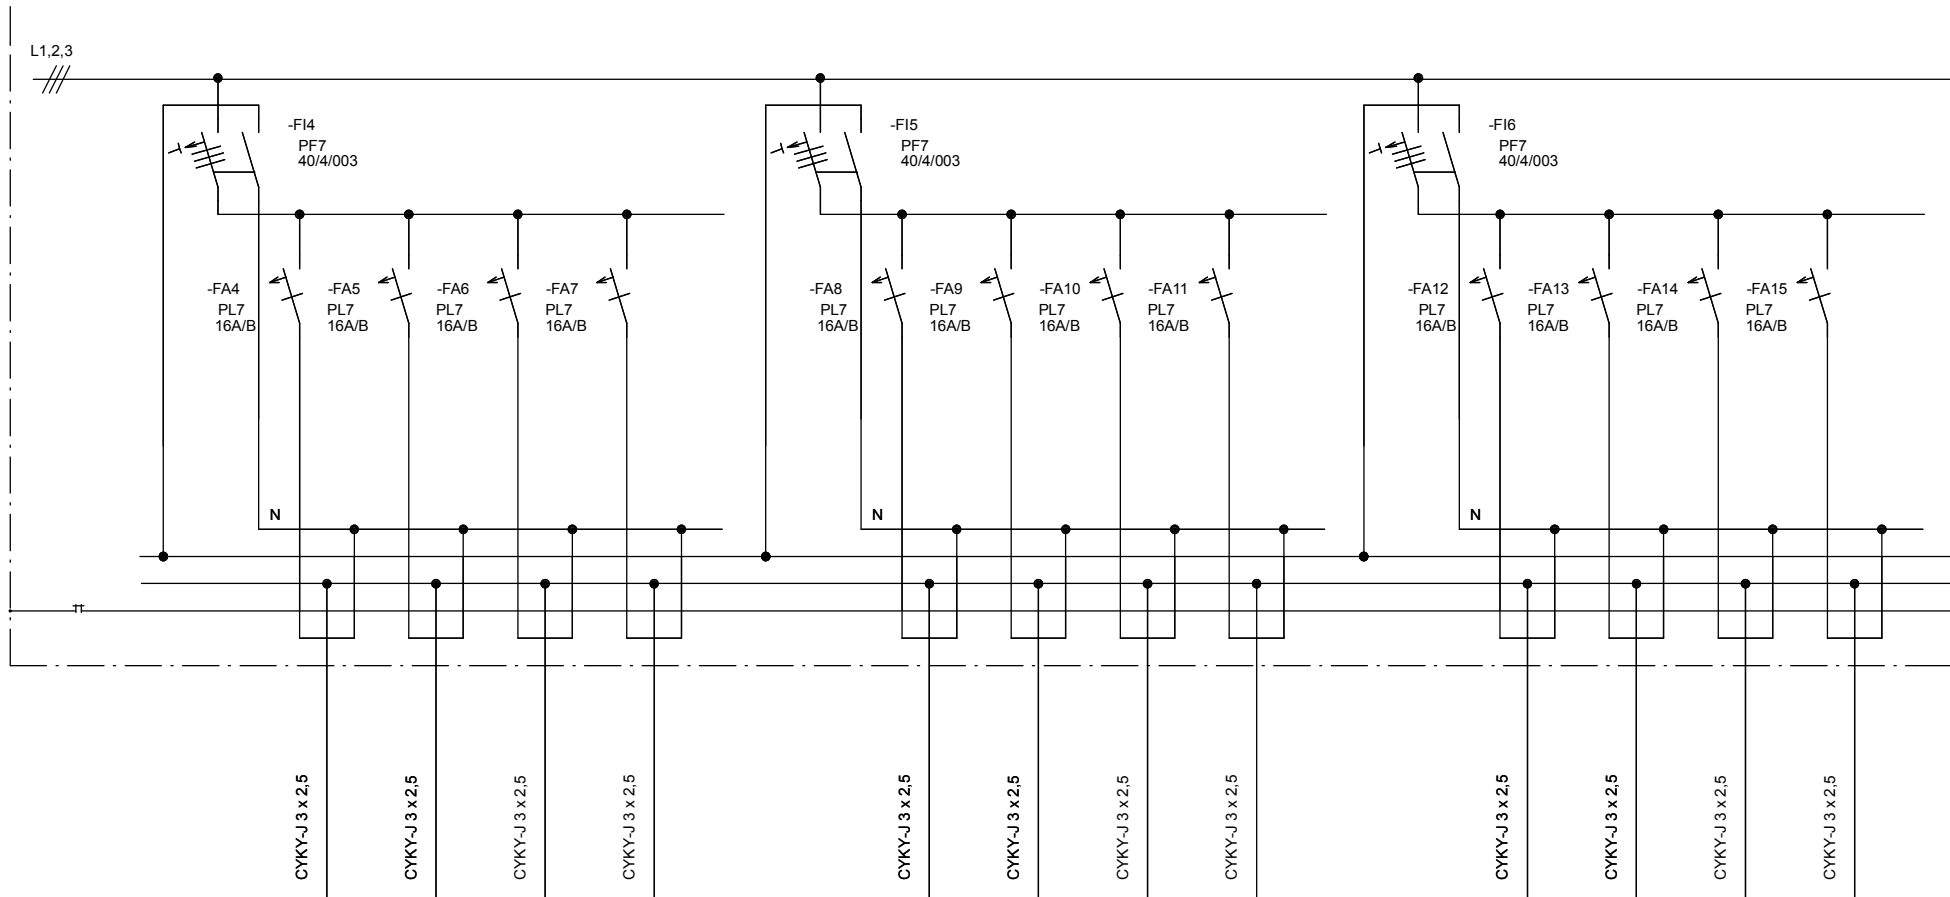 L1,2,3
-FI4
PF7
40/4/003
-FI5
PF7
40/4/003
-FI6
PF7
40/4/003
-FA4
PL7
16A/B
-FA5
PL7
16A/B
-FA6
PL7
16A/B
-FA7
PL7
16A/B
-FA8
PL7
16A/B
-FA9
PL7
16A/B
-FA10
PL7
16A/B
-FA11
PL7
16A/B
-FA12
PL7
16A/B
-FA13
PL7
16A/B
-FA14
PL7
16A/B
-FA15
PL7
16A/B
N
N
N
CYKY-J 3 x 2,5
CYKY-J 3 x 2,5
CYKY-J 3 x 2,5
CYKY-J 3 x 2,5
CYKY-J 3 x 2,5
CYKY-J 3 x 2,5
CYKY-J 3 x 2,5
CYKY-J 3 x 2,5
CYKY-J 3 x 2,5
CYKY-J 3 x 2,5
CYKY-J 3 x 2,5
CYKY-J 3 x 2,5